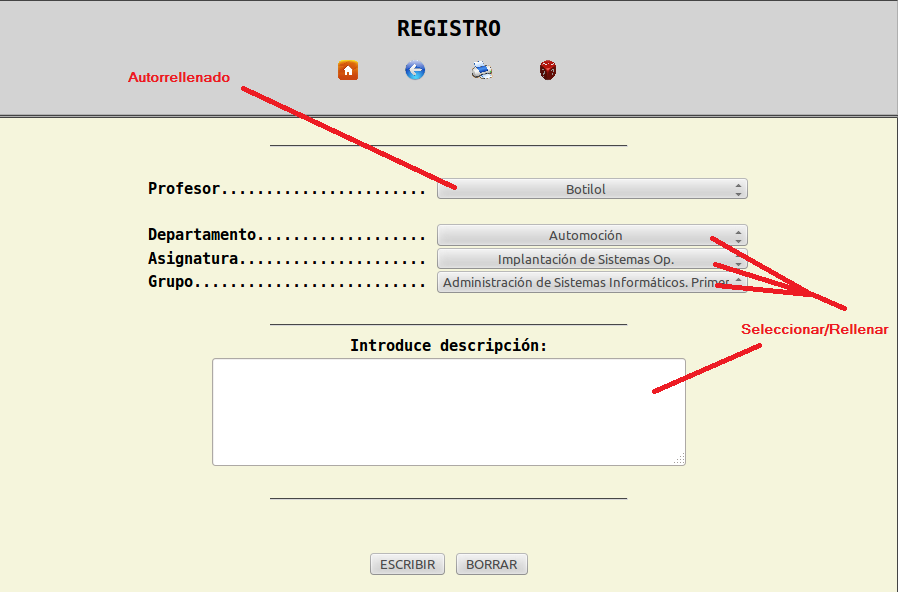 REGISTRO
Autorrellenado
Profesor....................... Botilol
Departamento................... Automoción
Asignatura..................... Implantación de Sistemas Op.
Grupo.......................... Administración de Sistemas Informáticos. Primer
Seleccionar/Rellenar
Introduce descripción:
ESCRIBIR BORRAR